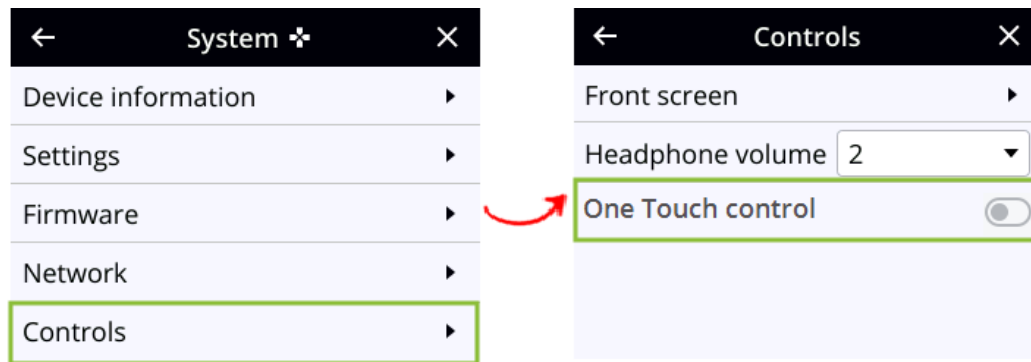 System
Device information
Settings
Firmware
Network
Controls
Controls
Front screen
Headphone volume 2
One Touch control